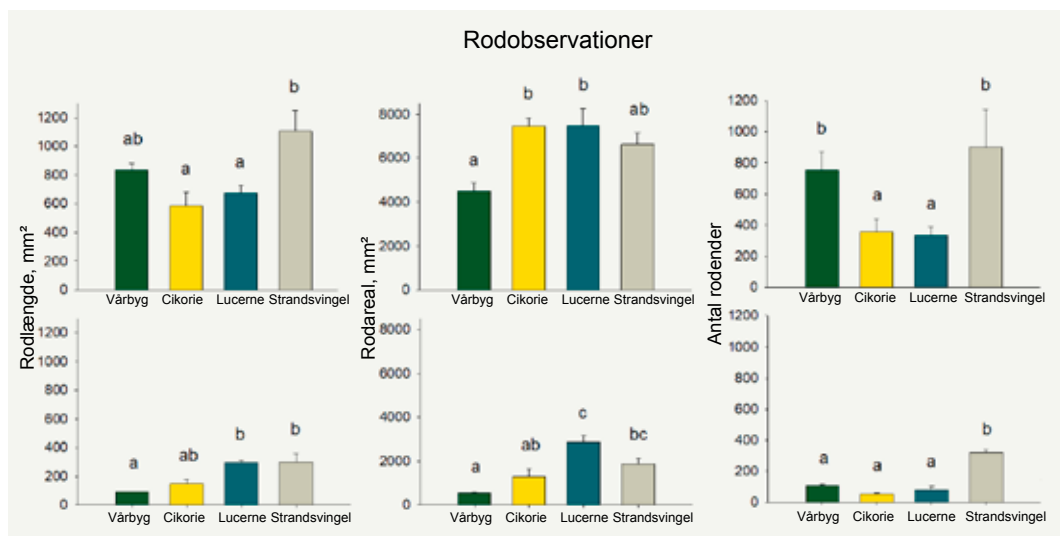 Rodobservationer
Rodlængde, mm²
1200
1000
800
600
400
200
0
ab
a
a
b
Vårbyg Cikorie Lucerne Strandsvingel
Rodareal, mm²
8000
6000
4000
2000
0
a
b
b
ab
Vårbyg Cikorie Lucerne Strandsvingel
Antal rodender
1200
1000
800
600
400
200
0
b
a
a
b
Vårbyg Cikorie Lucerne Strandsvingel
1200
1000
800
600
400
200
0
a
ab
b
b
Vårbyg Cikorie Lucerne Strandsvingel
8000
6000
4000
2000
0
a
ab
c
bc
Vårbyg Cikorie Lucerne Strandsvingel
1200
1000
800
600
400
200
0
a
a
a
b
Vårbyg Cikorie Lucerne Strandsvingel